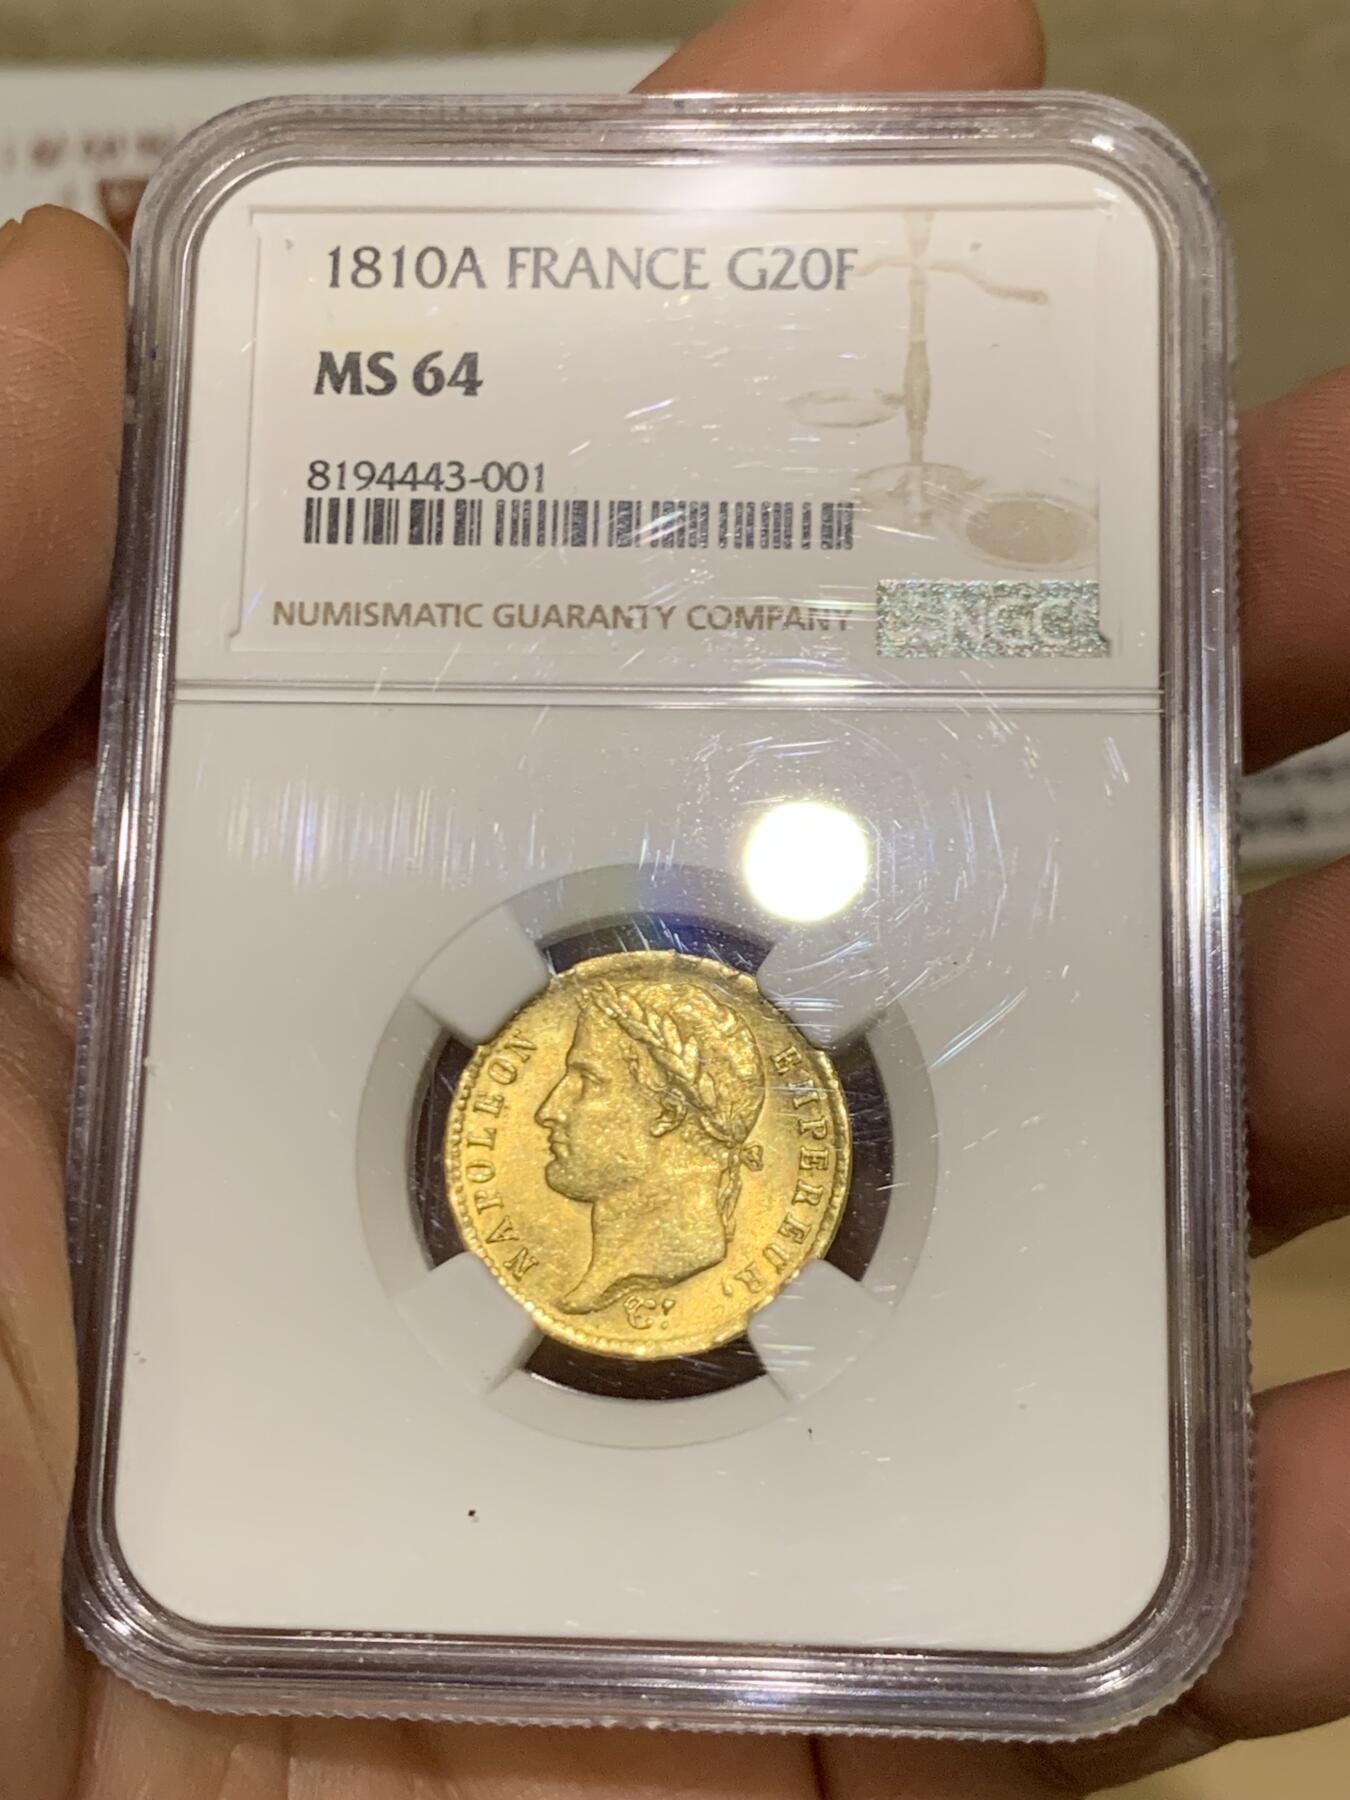 1810A FRANCE G20F
MS 64
8194443-001
NUMISMATIC GUARANTY COMPANY
NGC
NAPOLEON
EMPEREUR.